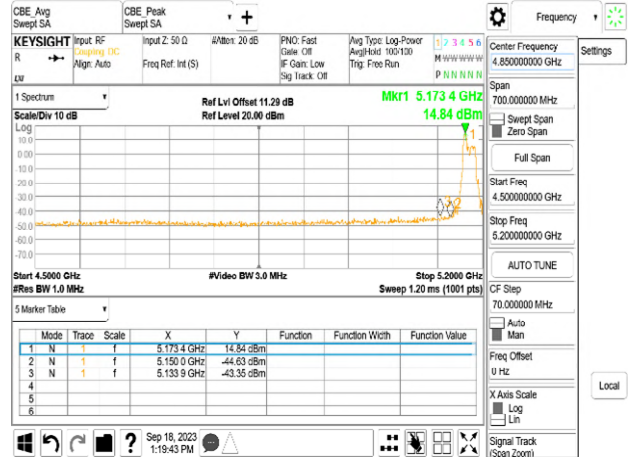 CBE_Avg
Swept SA
CBE_Peak
Swept SA
KEYSIGHT
R
Input: RF
Coupling: DC
Align: Auto
Input Z: 50 Ω
Freq Ref: Int (S)
#Atten: 20 dB
PNO: Fast
Gate: Off
IF Gain: Low
Sig Track: Off
Avg Type: Log-Power
Avg|Hold: 100/100
Trig: Free Run
1 2 3 4 5 6
M W W W W W
P N N N N N
1 Spectrum
Scale/Div 10 dB
Ref Lvl Offset 11.29 dB
Ref Level 20.00 dBm
Mkr1 5.173 4 GHz
14.84 dBm
Log
10.0
0.00
-10.0
-20.0
-30.0
-40.0
-50.0
-60.0
-70.0
1
Start 4.5000 GHz
#Res BW 1.0 MHz
#Video BW 3.0 MHz
Stop 5.2000 GHz
Sweep 1.20 ms (1001 pts)
5 Marker Table
Mode Trace Scale X Y Function Function Width Function Value
1 N 1 f 5.173 4 GHz 14.84 dBm
2 N 1 f 5.150 0 GHz -44.63 dBm
3 N 1 f 5.133 9 GHz -43.35 dBm
4
5
6
Sep 18, 2023
1:19:43 PM
Frequency
Settings
Center Frequency
4.850000000 GHz
Span
700.000000 MHz
Swept Span
Zero Span
Full Span
Start Freq
4.500000000 GHz
Stop Freq
5.200000000 GHz
AUTO TUNE
CF Step
70.000000 MHz
Auto
Man
Freq Offset
0 Hz
X Axis Scale
Log
Lin
Signal Track
(Span Zoom)
Local